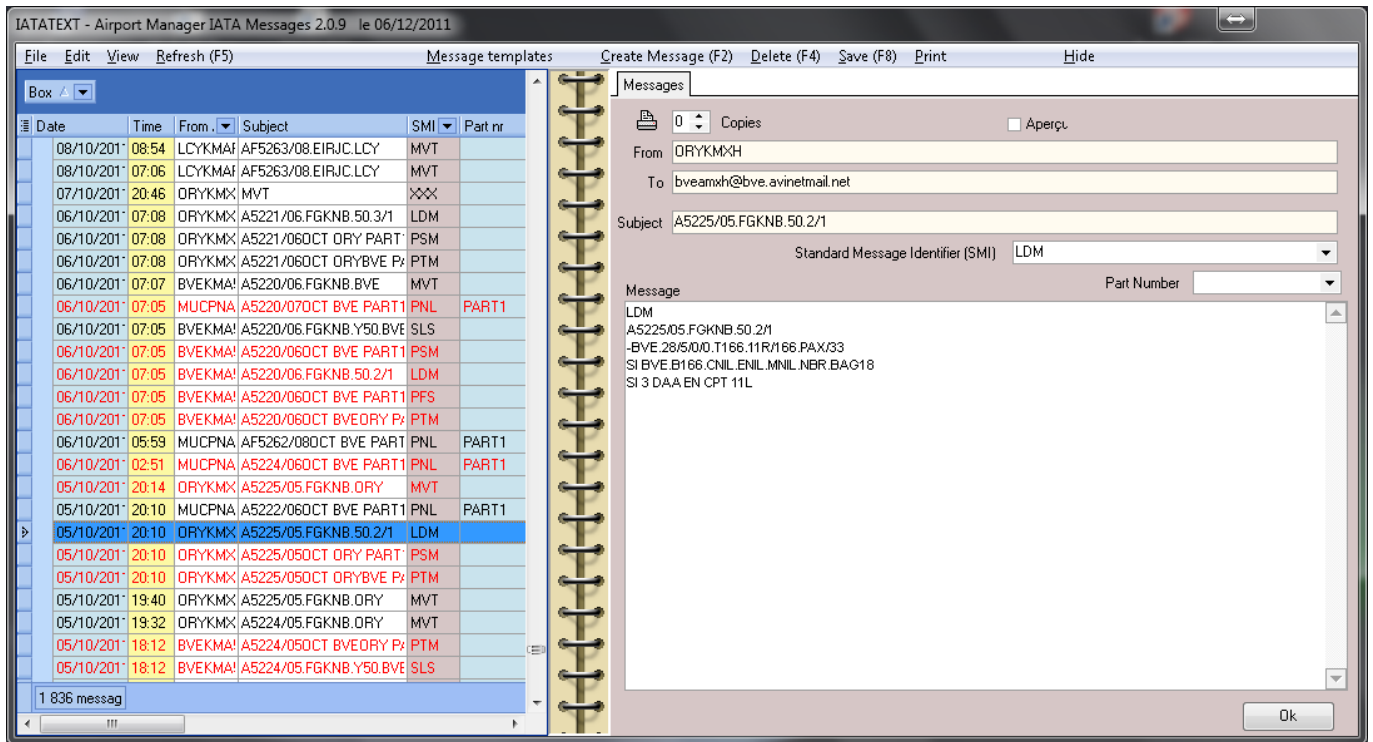 IATATEXT - Airport Manager IATA Messages 2.0.9 le 06/12/2011
File Edit View Refresh (F5) Message templates Create Message (F2) Delete (F4) Save (F8) Print Hide
Box
Date Time From . Subject SMI Part nr
08/10/201 08:54 LCYKMAF AF5263/08.EIRJC.LCY MVT
08/10/201 07:06 LCYKMAF AF5263/08.EIRJC.LCY MVT
07/10/201 20:46 ORYKMX MVT XXX
06/10/201 07:08 ORYKMX A5221/06.FGKNB.50.3/1 LDM
06/10/201 07:08 ORYKMX A5221/06OCT ORY PART PSM
06/10/201 07:08 ORYKMX A5221/06OCT ORYBVE PA PTM
06/10/201 07:07 BVEKMA A5220/06.FGKNB.BVE MVT
06/10/201 07:05 MUCPNA A5220/07OCT BVE PART1 PNL PART1
06/10/201 07:05 BVEKMA A5220/06.FGKNB.Y50.BVE SLS
06/10/201 07:05 BVEKMA A5220/06OCT BVE PART1 PSM
06/10/201 07:05 BVEKMA A5220/06.FGKNB.50.2/1 LDM
06/10/201 07:05 BVEKMA A5220/06OCT BVE PART1 PFS
06/10/201 07:05 BVEKMA A5220/06OCT BVEORY PA PTM
06/10/201 05:59 MUCPNA AF5262/08OCT BVE PART PNL PART1
06/10/201 02:51 MUCPNA A5224/06OCT BVE PART1 PNL PART1
05/10/201 20:14 ORYKMX A5225/05.FGKNB.ORY MVT
05/10/201 20:10 MUCPNA A5222/06OCT BVE PART1 PNL PART1
05/10/201 20:10 ORYKMX A5225/05.FGKNB.50.2/1 LDM
05/10/201 20:10 ORYKMX A5225/05OCT ORY PART PSM
05/10/201 20:10 ORYKMX A5225/05OCT ORYBVE PA PTM
05/10/201 19:40 ORYKMX A5225/05.FGKNB.ORY MVT
05/10/201 19:32 ORYKMX A5224/05.FGKNB.ORY MVT
05/10/201 18:12 BVEKMA A5224/05OCT BVEORY PA PTM
05/10/201 18:12 BVEKMA A5224/05.FGKNB.Y50.BVE SLS
1 836 messag
Messages
0 Copies Aperçu
From ORYKMXH
To bveamxh@bve.avinetmail.net
Subject A5225/05.FGKNB.50.2/1
Standard Message Identifier (SMI) LDM
Part Number
Message
LDM
A5225/05.FGKNB.50.2/1
-BVE.28/5/0/0.T166.11R/166.PAX/33
SI BVE.B166.CNIL.ENIL.MNIL.NBR.BAG18
SI 3 DAA EN CPT 11L
Ok